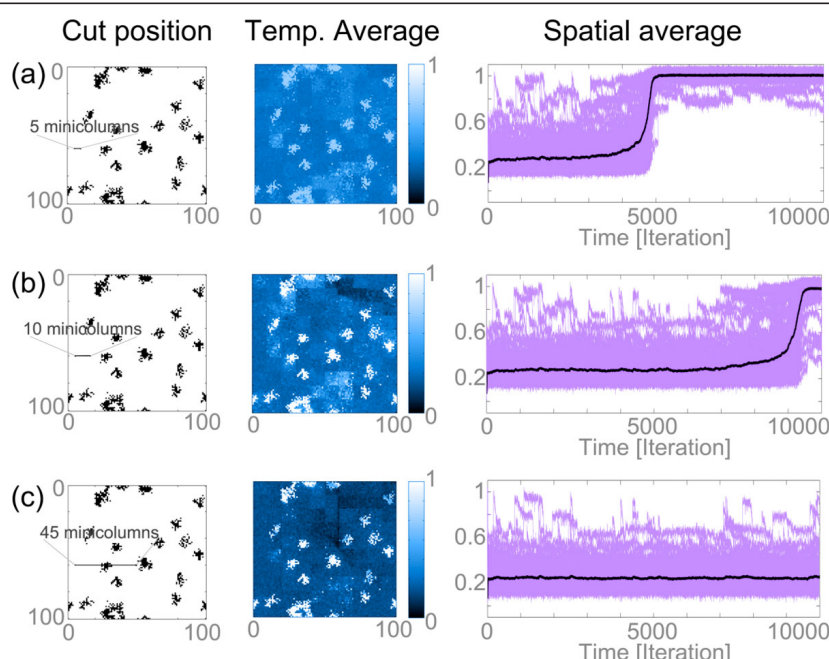 Cut position Temp. Average Spatial average
(a) 0 5 minicolumns 100 0 100
1 0 0 100
1 0.6 0.2 0 5000 10000
Time [Iteration]
(b) 0 10 minicolumns 100 0 100
1 0 0 100
1 0.6 0.2 0 5000 10000
Time [Iteration]
(c) 0 45 minicolumns 100 0 100
1 0 0 100
1 0.6 0.2 0 5000 10000
Time [Iteration]